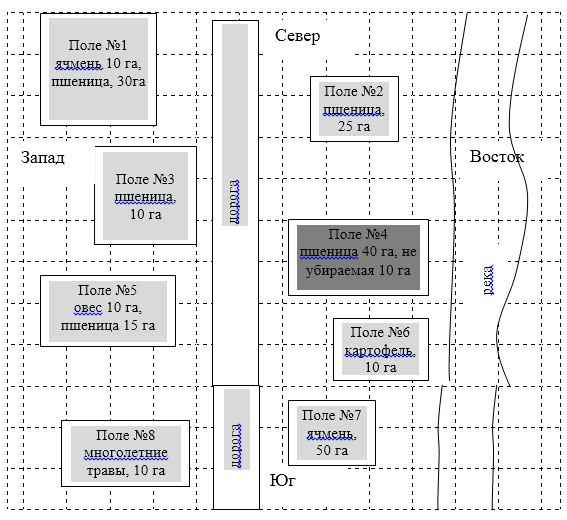 Север
Поле №1
ячмень 10 га,
пшеница, 30га
Поле №2
пшеница,
25 га
Запад
Восток
Поле №3
пшеница,
10 га
дорога
Поле №4
пшеница 40 га, не
убираемая 10 га
река
Поле №5
овес 10 га,
пшеница 15 га
Поле №6
картофель,
10 га
Поле №7
ячмень,
50 га
Поле №8
многолетние
травы, 10 га
дорога
Юг